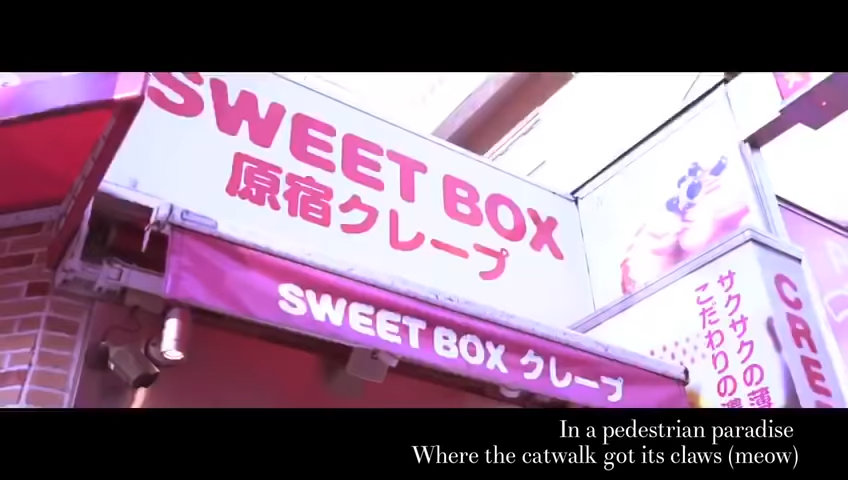 SWEET BOX
原宿クレープ
SWEET BOX クレープ
サクサクの薄
こだわりの
CRE
In a pedestrian paradise
Where the catwalk got its claws (meow)